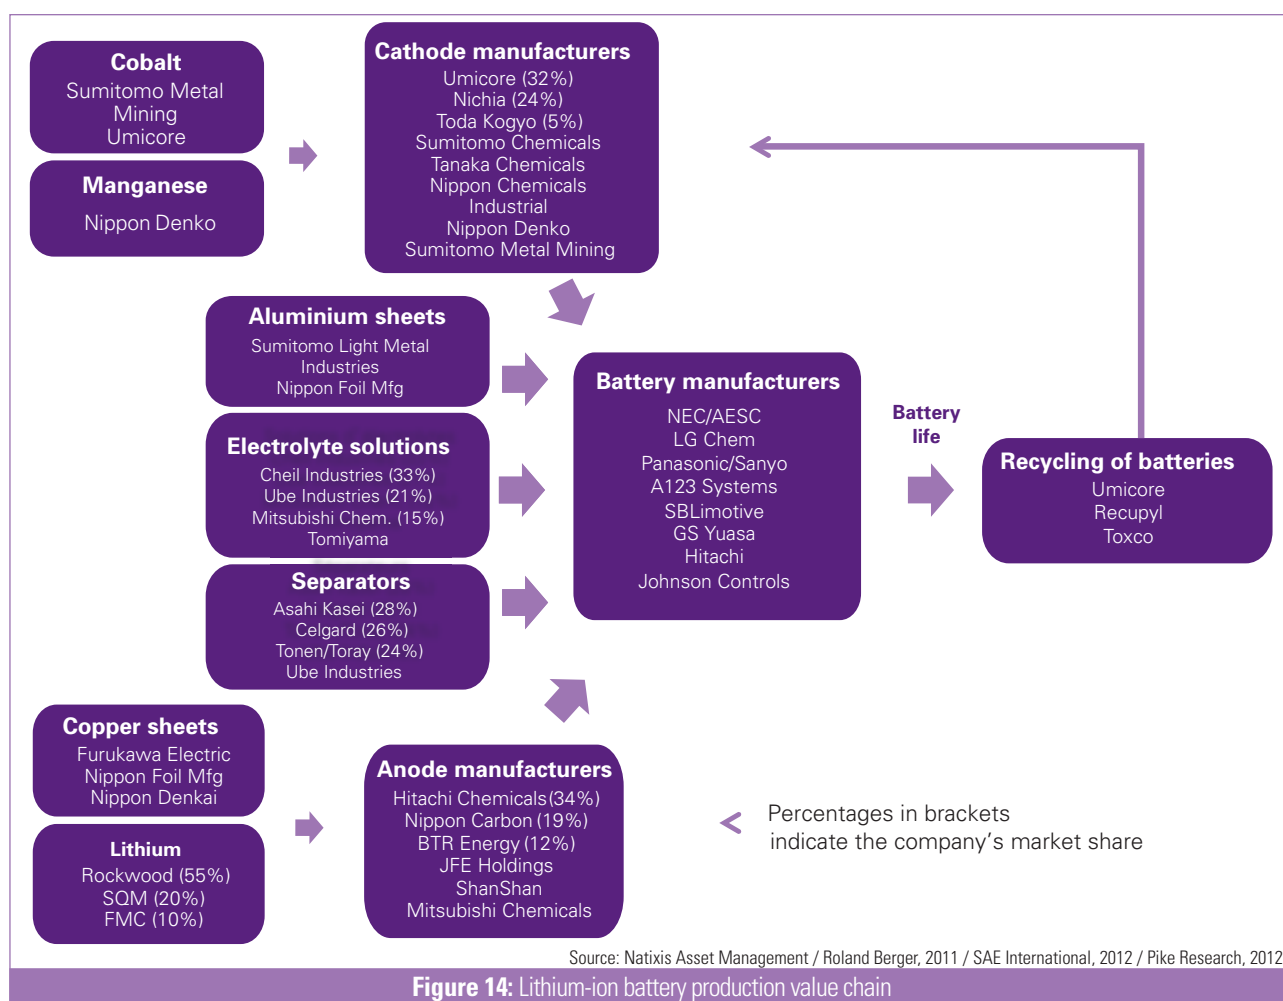 Cobalt
Sumitomo Metal
Mining
Umicore
Manganese
Nippon Denko
Cathode manufacturers
Umicore (32%)
Nichia (24%)
Toda Kogyo (5%)
Sumitomo Chemicals
Tanaka Chemicals
Nippon Chemicals
Industrial
Nippon Denko
Sumitomo Metal Mining
Aluminium sheets
Sumitomo Light Metal
Industries
Nippon Foil Mfg
Electrolyte solutions
Cheil Industries (33%)
Ube Industries (21%)
Mitsubishi Chem. (15%)
Tomiyama
Separators
Asahi Kasei (28%)
Celgard (26%)
Tonen/Toray (24%)
Ube Industries
Battery manufacturers
NEC/AESC
LG Chem
Panasonic/Sanyo
A123 Systems
SBLimotive
GS Yuasa
Hitachi
Johnson Controls
Battery
life
Recycling of batteries
Umicore
Recupyl
Toxco
Copper sheets
Furukawa Electric
Nippon Foil Mfg
Nippon Denkai
Lithium
Rockwood (55%)
SQM (20%)
FMC (10%)
Anode manufacturers
Hitachi Chemicals(34%)
Nippon Carbon (19%)
BTR Energy (12%)
JFE Holdings
ShanShan
Mitsubishi Chemicals
Percentages in brackets
indicate the company's market share
Source: Natixis Asset Management / Roland Berger, 2011 / SAE International, 2012 / Pike Research, 2012
Figure 14: Lithium-ion battery production value chain